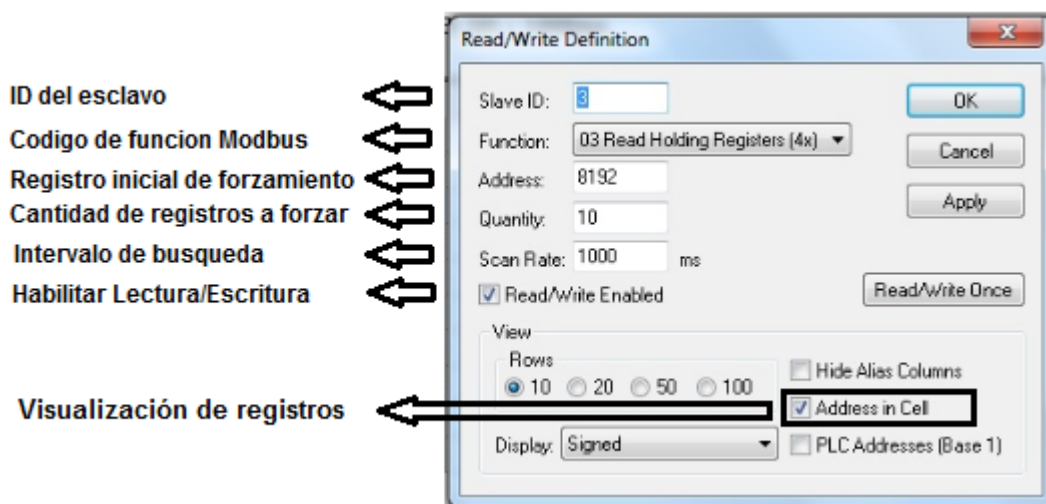 Read/Write Definition
ID del esclavo
Slave ID: 3
OK
Codigo de funcion Modbus
Function: 03 Read Holding Registers (4x)
Cancel
Registro inicial de forzamiento
Address: 8192
Apply
Cantidad de registros a forzar
Quantity: 10
Intervalo de busqueda
Scan Rate: 1000 ms
Habilitar Lectura/Escritura
Read/Write Enabled
Read/Write Once
View
Rows
10 20 50 100
Hide Alias Columns
Visualización de registros
Address in Cell
Display: Signed
PLC Addresses (Base 1)